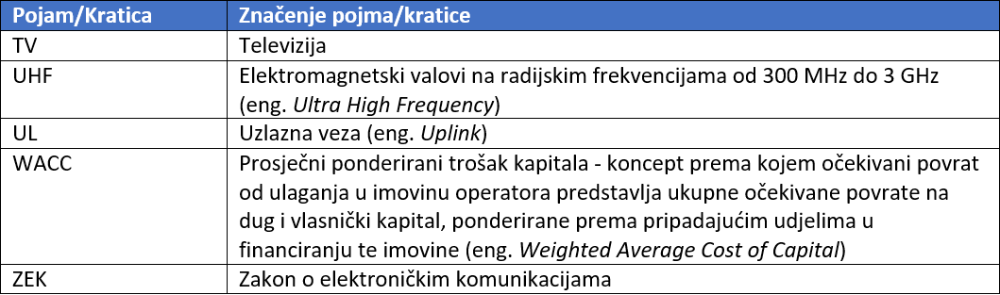 Pojam/Kratica Značenje pojma/kratice
TV Televizija
UHF Elektromagnetski valovi na radijskim frekvencijama od 300 MHz do 3 GHz
(eng. Ultra High Frequency)
UL Uzlazna veza (eng. Uplink)
WACC Prosječni ponderirani trošak kapitala - koncept prema kojem očekivani povrat
od ulaganja u imovinu operatora predstavlja ukupne očekivane povrate na
dug i vlasnički kapital, ponderirane prema pripadajućim udjelima u
financiranju te imovine (eng. Weighted Average Cost of Capital)
ZEK Zakon o elektroničkim komunikacijama